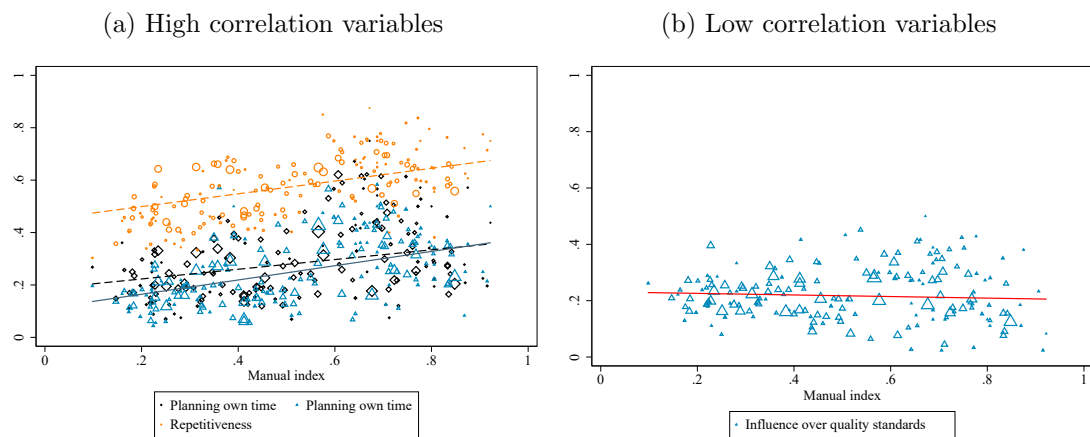 (a) High correlation variables
(b) Low correlation variables
1
.8
.6
.4
.2
0
0 .2 .4 .6 .8 1
Manual index
Planning own time Planning own time
Repetitiveness
1
.8
.6
.4
.2
0
0 .2 .4 .6 .8 1
Manual index
Influence over quality standards